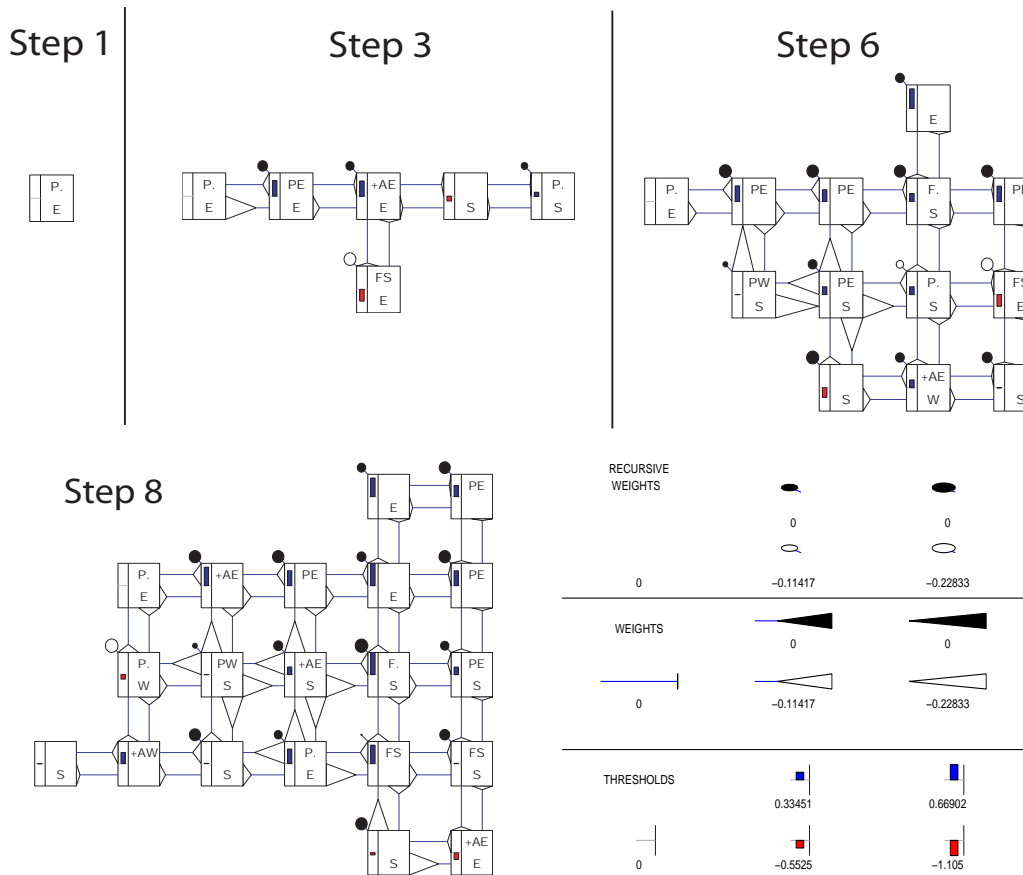 Step 1
P.
E
Step 3
P. PE +AE P.
E E E S S
FS
E
Step 6
E
P. PE PE F.
E S
PW PE P. FS
S S S E
+AE
S W S
Step 8
PE
E
P. +AE PE PE
E E
P. PW +AE F. PE
W S S S S
+AW P. FS FS
S S E S
+AE
S E
RECURSIVE
WEIGHTS
0 0
0 −0.11417 −0.22833
WEIGHTS
0 0
0 −0.11417 −0.22833
THRESHOLDS
0.33451 0.66902
0 −0.5525 −1.105